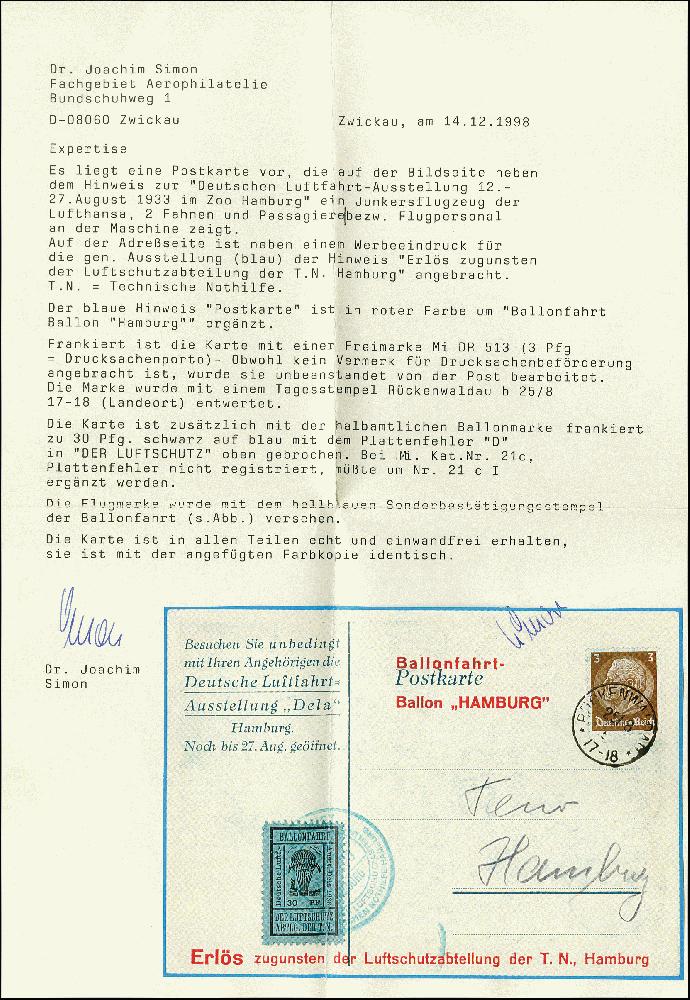 Dr. Joachim Simon
Fachgebiet Aerophilatelie
Bundschuhweg 1
D-08060 Zwickau
Zwickau, am 14.12.1998
Expertise
Es liegt eine Postkarte vor, die auf der Bildseite neben
dem Hinweis zur "Deutschen Luftfahrt-Ausstellung 12.-
27.August 1933 im Zoo Hamburg" ein Junkersflugzeug der
Lufthansa, 2 Fahnen und Passagiere bezw. Flugpersonal
an der Maschine zeigt.
Auf der Adreßseite ist neben einem Werbeeindruck für
die gen. Ausstellung (blau) der Hinweis "Erlös zugunsten
der Luftschutzabteilung der T.N. Hamburg" angebracht.
T.N. = Technische Nothilfe.
Der blaue Hinweis "Postkarte" ist in roter Farbe um "Ballonfahrt
Ballon "Hamburg"" ergänzt.
Frankiert ist die Karte mit einer Freimarke Mi DR 513 (3 Pfg
= Drucksachenporto)- Obwohl kein Vermerk für Drucksachenbeförderung
angebracht ist, wurde sie unbeanstandet von der Post bearbeitet.
Die Marke wurde mit einem Tagesstempel Rückenwaldau h 25/8
17-18 (Landeort) entwertet.
Die Karte ist zusätzlich mit der halbamtlichen Ballonmarke frankiert
zu 30 Pfg. schwarz auf blau mit dem Plattenfehler "D"
in "DER LUFTSCHUTZ" oben gebrochen. Bei Mi. Kat.Nr. 21c,
Plattenfehler nicht registriert, müßte um Nr. 21 c I
ergänzt werden.
Die Flugmarke wurde mit dem hellblauen Sonderbestätigungsstempel
der Ballonfahrt (s.Abb.) versehen.
Die Karte ist in allen Teilen echt und einwandfrei erhalten,
sie ist mit der angefügten Farbkopie identisch.
Simon
Dr. Joachim
Simon
Simon
Besuchen Sie unbedingt
mit Ihren Angehörigen die
Deutsche Luftfahrt=
Ausstellung „Dela"
Hamburg.
Noch bis 27. Aug. geöffnet.
Ballonfahrt-
Postkarte
Ballon „HAMBURG"
3 3
Deutsches Reich
17-18
Hamburg
BALLONFAHRT
30 PF
DER LUFTSCHUTZ
ABTLG. DER T.N.
Erlös zugunsten der Luftschutzabteilung der T. N., Hamburg